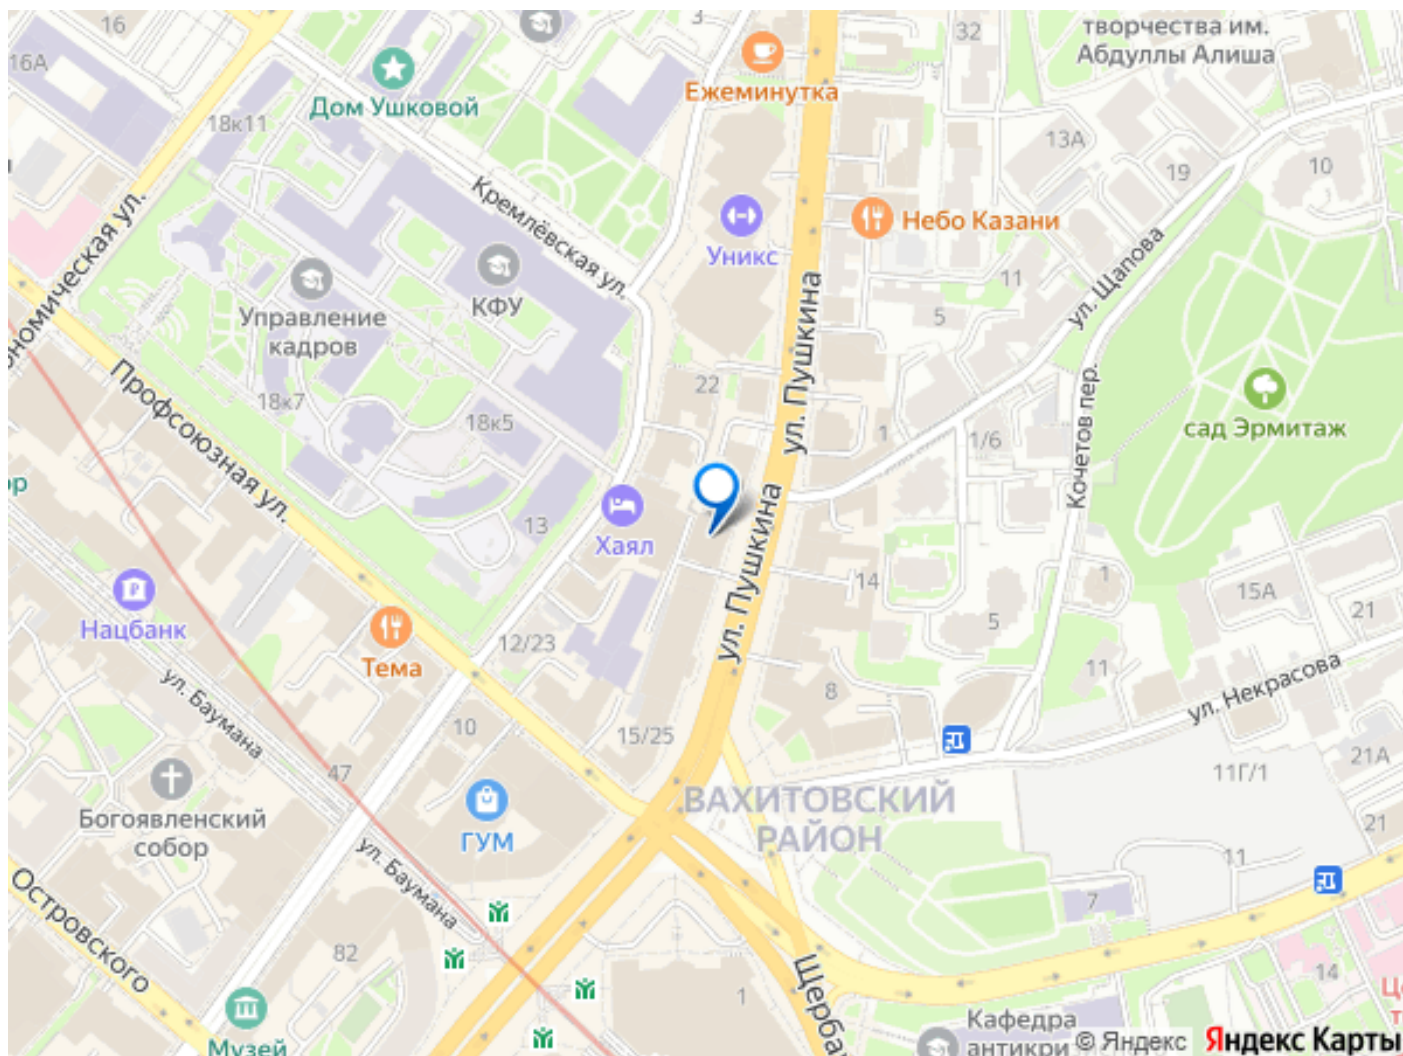 16
3
32
творчества им.
Абдуллы Алиша
16А
Дом Ушковой
Ежеминутка
18к11
13А
19
10
Кремлёвская ул.
Уникс
Небо Казани
ул. Щапова
КФУ
11
Управление
кадров
5
ул. Пушкина
Профсоюзная ул.
18к7
22
18к5
1
1/6
Кочетов пер.
сад Эрмитаж
13
Хаял
ул. Пушкина
14
1
15А
21
Нацбанк
12/23
5
Тема
ул. Баумана
8
11
ул. Некрасова
10
15/25
47
21А
11Г/1
Богоявленский
собор
ГУМ
ВАХИТОВСКИЙ
РАЙОН
21
11
ул. Баумана
Островского
7
82
1
14
Щерба
Музей
Кафедра
антикри
© Яндекс
Яндекс Карты